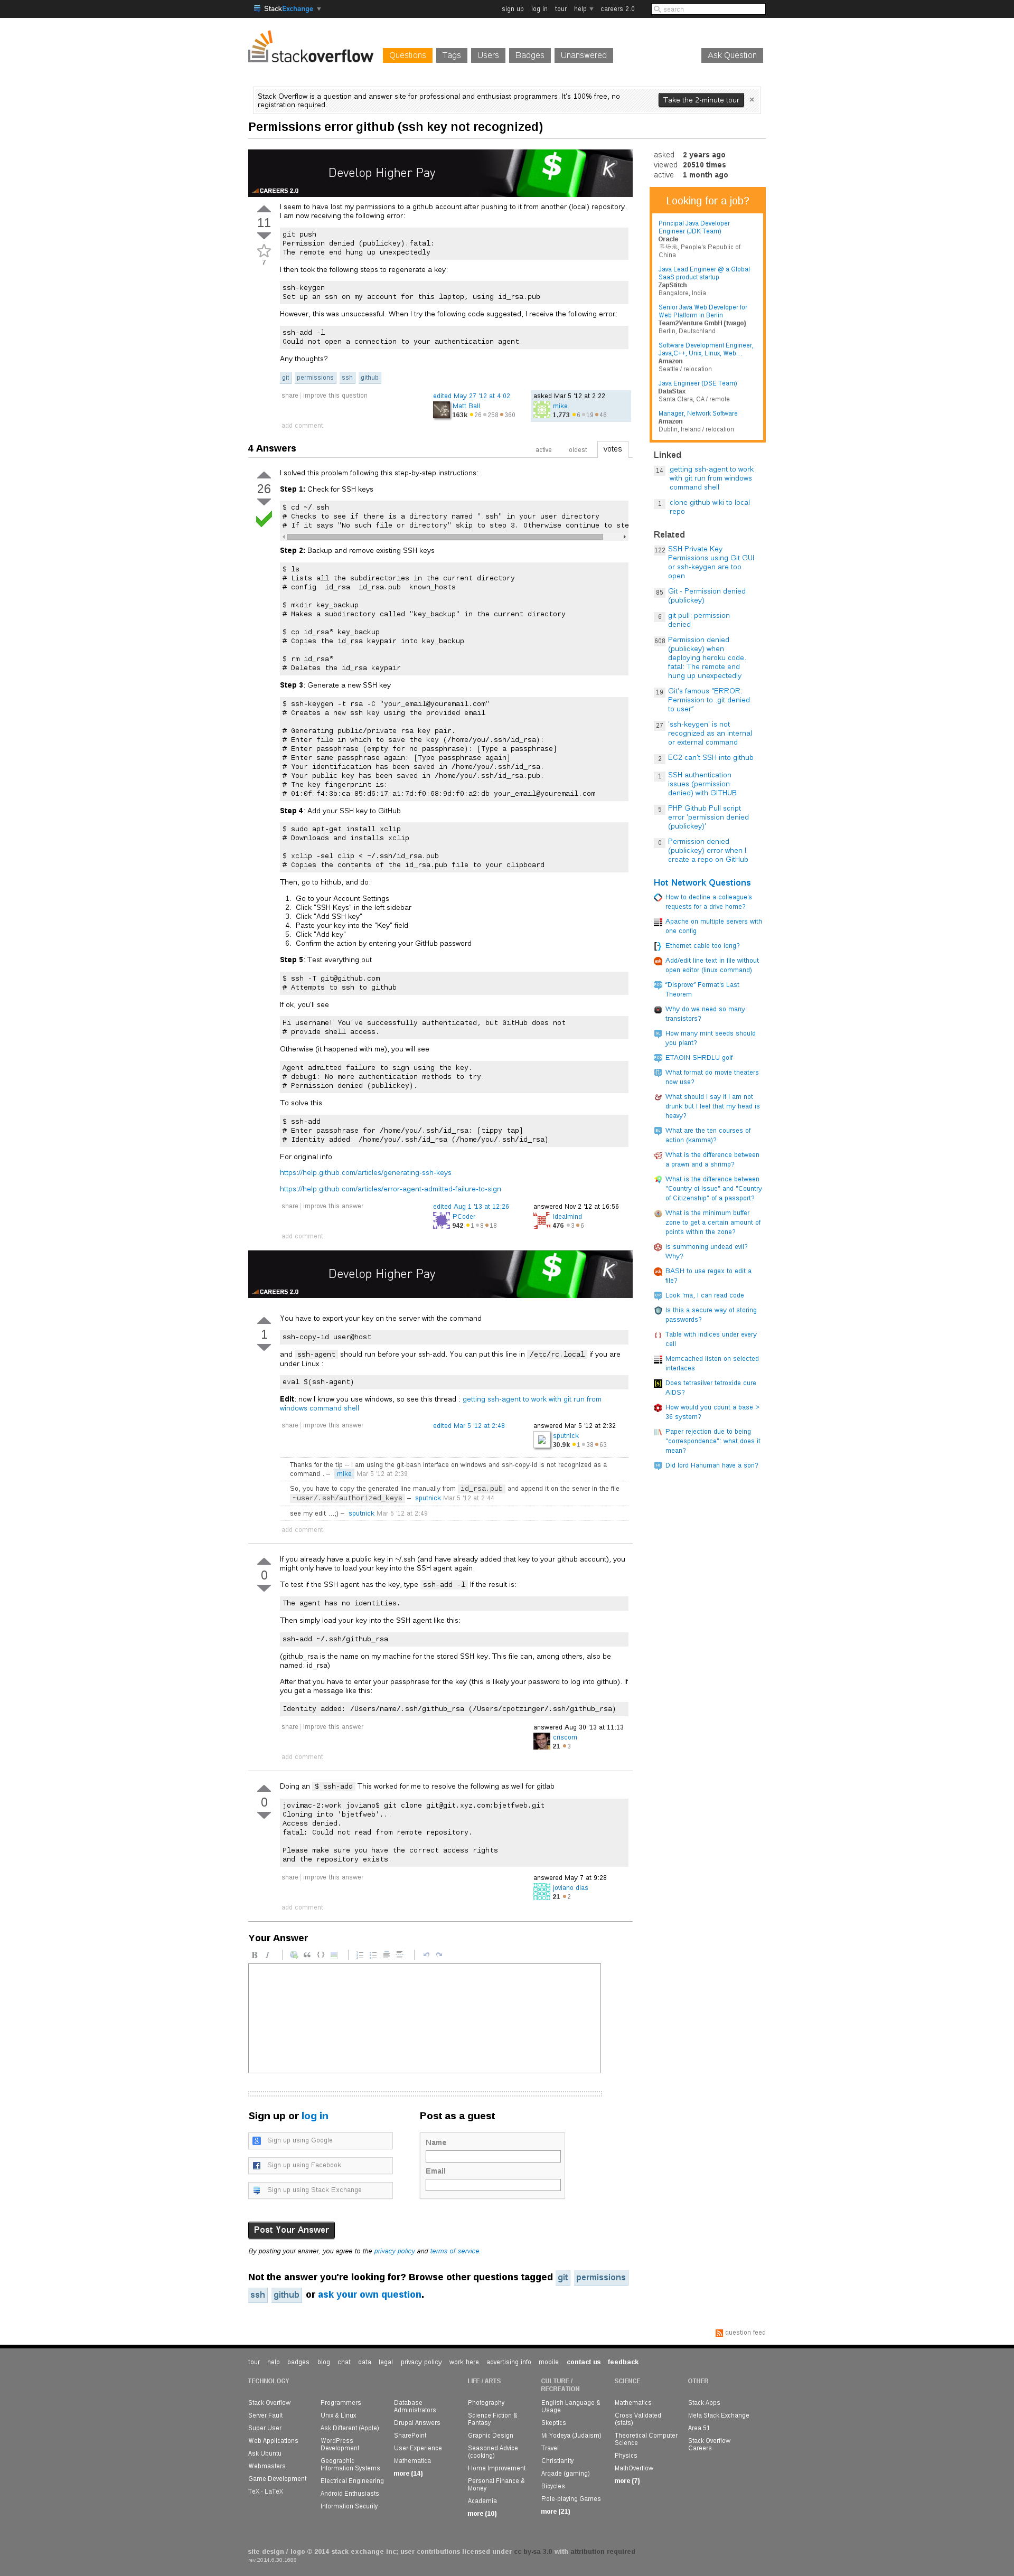 StackExchange
sign up log in tour help careers 2.0
search
stackoverflow
Questions Tags Users Badges Unanswered
Ask Question
Stack Overflow is a question and answer site for professional and enthusiast programmers. It's 100% free, no
registration required.
Take the 2-minute tour
×
Permissions error github (ssh key not recognized)
Develop Higher Pay
CAREERS 2.0
11
7
I seem to have lost my permissions to a github account after pushing to it from another (local) repository.
I am now receiving the following error:
git push
Permission denied (publickey).fatal:
The remote end hung up unexpectedly
I then took the following steps to regenerate a key:
ssh-keygen
Set up an ssh on my account for this laptop, using id_rsa.pub
However, this was unsuccessful. When I try the following code suggested, I receive the following error:
ssh-add -l
Could not open a connection to your authentication agent.
Any thoughts?
git permissions ssh github
share improve this question
edited May 27 '12 at 4:02
Matt Ball
163k 26 258 360
asked Mar 5 '12 at 2:22
mike
1,773 6 19 46
add comment
4 Answers
active oldest votes
26
I solved this problem following this step-by-step instructions:
Step 1: Check for SSH keys
$ cd ~/.ssh
# Checks to see if there is a directory named ".ssh" in your user directory
# If it says "No such file or directory" skip to step 3. Otherwise continue to ste
Step 2: Backup and remove existing SSH keys
$ ls
# Lists all the subdirectories in the current directory
# config  id_rsa  id_rsa.pub  known_hosts
$ mkdir key_backup
# Makes a subdirectory called "key_backup" in the current directory
$ cp id_rsa* key_backup
# Copies the id_rsa keypair into key_backup
$ rm id_rsa*
# Deletes the id_rsa keypair
Step 3: Generate a new SSH key
$ ssh-keygen -t rsa -C "your_email@youremail.com"
# Creates a new ssh key using the provided email
# Generating public/private rsa key pair.
# Enter file in which to save the key (/home/you/.ssh/id_rsa):
# Enter passphrase (empty for no passphrase): [Type a passphrase]
# Enter same passphrase again: [Type passphrase again]
# Your identification has been saved in /home/you/.ssh/id_rsa.
# Your public key has been saved in /home/you/.ssh/id_rsa.pub.
# The key fingerprint is:
# 01:0f:f4:3b:ca:85:d6:17:a1:7d:f0:68:9d:f0:a2:db your_email@youremail.com
Step 4: Add your SSH key to GitHub
$ sudo apt-get install xclip
# Downloads and installs xclip
$ xclip -sel clip < ~/.ssh/id_rsa.pub
# Copies the contents of the id_rsa.pub file to your clipboard
Then, go to hithub, and do:
1. Go to your Account Settings
2. Click "SSH Keys" in the left sidebar
3. Click "Add SSH key"
4. Paste your key into the "Key" field
5. Click "Add key"
6. Confirm the action by entering your GitHub password
Step 5: Test everything out
$ ssh -T git@github.com
# Attempts to ssh to github
If ok, you'll see
Hi username! You've successfully authenticated, but GitHub does not
# provide shell access.
Otherwise (it happened with me), you will see
Agent admitted failure to sign using the key.
# debug1: No more authentication methods to try.
# Permission denied (publickey).
To solve this
$ ssh-add
# Enter passphrase for /home/you/.ssh/id_rsa: [tippy tap]
# Identity added: /home/you/.ssh/id_rsa (/home/you/.ssh/id_rsa)
For original info
https://help.github.com/articles/generating-ssh-keys
https://help.github.com/articles/error-agent-admitted-failure-to-sign
share improve this answer
edited Aug 1 '13 at 12:26
PCoder
942 1 8 18
answered Nov 2 '12 at 16:56
idealmind
476 3 6
add comment
Develop Higher Pay
CAREERS 2.0
1
You have to export your key on the server with the command
ssh-copy-id user@host
and ssh-agent should run before your ssh-add. You can put this line in /etc/rc.local if you are
under Linux :
eval $(ssh-agent)
Edit: now I know you use windows, so see this thread : getting ssh-agent to work with git run from
windows command shell
share improve this answer
edited Mar 5 '12 at 2:48
answered Mar 5 '12 at 2:32
sputnick
30.9k 1 38 63
Thanks for the tip -- I am using the git-bash interface on windows and ssh-copy-id is not recognized as a
command . – mike Mar 5 '12 at 2:39
So, you have to copy the generated line manually from id_rsa.pub and append it on the server in the file
~user/.ssh/authorized_keys – sputnick Mar 5 '12 at 2:44
see my edit ...;) – sputnick Mar 5 '12 at 2:49
add comment
0
If you already have a public key in ~/.ssh (and have already added that key to your github account), you
might only have to load your key into the SSH agent again.
To test if the SSH agent has the key, type ssh-add -l If the result is:
The agent has no identities.
Then simply load your key into the SSH agent like this:
ssh-add ~/.ssh/github_rsa
(github_rsa is the name on my machine for the stored SSH key. This file can, among others, also be
named: id_rsa)
After that you have to enter your passphrase for the key (this is likely your password to log into github). If
you get a message like this:
Identity added: /Users/name/.ssh/github_rsa (/Users/cpotzinger/.ssh/github_rsa)
share improve this answer
answered Aug 30 '13 at 11:13
criscom
21 3
add comment
0
Doing an $ ssh-add This worked for me to resolve the following as well for gitlab
jovimac-2:work joviano$ git clone git@git.xyz.com:bjetfweb.git
Cloning into 'bjetfweb'...
Access denied.
fatal: Could not read from remote repository.
Please make sure you have the correct access rights
and the repository exists.
share improve this answer
answered May 7 at 9:28
joviano dias
21 2
add comment
Your Answer
Sign up or log in
Sign up using Google
Sign up using Facebook
Sign up using Stack Exchange
Post as a guest
Name
Email
Post Your Answer
By posting your answer, you agree to the privacy policy and terms of service.
Not the answer you're looking for? Browse other questions tagged git permissions
ssh github or ask your own question.
asked 2 years ago
viewed 20510 times
active 1 month ago
Looking for a job?
Principal Java Developer
Engineer (JDK Team)
Oracle
People's Republic of
China
Java Lead Engineer @ a Global
SaaS product startup
ZapStitch
Bangalore, India
Senior Java Web Developer for
Web Platform in Berlin
Team2Venture GmbH (twago)
Berlin, Deutschland
Software Development Engineer,
Java,C++, Unix, Linux, Web…
Amazon
Seattle / relocation
Java Engineer (DSE Team)
DataStax
Santa Clara, CA / remote
Manager, Network Software
Amazon
Dublin, Ireland / relocation
Linked
14 getting ssh-agent to work
with git run from windows
command shell
1 clone github wiki to local
repo
Related
122 SSH Private Key
Permissions using Git GUI
or ssh-keygen are too
open
85 Git - Permission denied
(publickey)
6 git pull: permission
denied
608 Permission denied
(publickey) when
deploying heroku code.
fatal: The remote end
hung up unexpectedly
19 Git's famous "ERROR:
Permission to .git denied
to user"
27 'ssh-keygen' is not
recognized as an internal
or external command
2 EC2 can't SSH into github
1 SSH authentication
issues (permission
denied) with GITHUB
5 PHP Github Pull script
error 'permission denied
(publickey)'
0 Permission denied
(publickey) error when I
create a repo on GitHub
Hot Network Questions
How to decline a colleague's
requests for a drive home?
Apache on multiple servers with
one config
Ethernet cable too long?
Add/edit line text in file without
open editor (linux command)
"Disprove" Fermat's Last
Theorem
Why do we need so many
transistors?
How many mint seeds should
you plant?
ETAOIN SHRDLU golf
What format do movie theaters
now use?
What should I say if I am not
drunk but I feel that my head is
heavy?
What are the ten courses of
action (kamma)?
What is the difference between
a prawn and a shrimp?
What is the difference between
"Country of Issue" and "Country
of Citizenship" of a passport?
What is the minimum buffer
zone to get a certain amount of
points within the zone?
Is summoning undead evil?
Why?
BASH to use regex to edit a
file?
Look 'ma, I can read code
Is this a secure way of storing
passwords?
Table with indices under every
cell
Memcached listen on selected
interfaces
Does tetrasilver tetroxide cure
AIDS?
How would you count a base >
36 system?
Paper rejection due to being
"correspondence": what does it
mean?
Did lord Hanuman have a son?
question feed
tour help badges blog chat data legal privacy policy work here advertising info mobile contact us feedback
TECHNOLOGY
Stack Overflow
Server Fault
Super User
Web Applications
Ask Ubuntu
Webmasters
Game Development
TeX - LaTeX
Programmers
Unix & Linux
Ask Different (Apple)
WordPress
Development
Geographic
Information Systems
Electrical Engineering
Android Enthusiasts
Information Security
Database
Administrators
Drupal Answers
SharePoint
User Experience
Mathematica
more (14)
LIFE / ARTS
Photography
Science Fiction &
Fantasy
Graphic Design
Seasoned Advice
(cooking)
Home Improvement
Personal Finance &
Money
Academia
more (10)
CULTURE /
RECREATION
English Language &
Usage
Skeptics
Mi Yodeya (Judaism)
Travel
Christianity
Arqade (gaming)
Bicycles
Role-playing Games
more (21)
SCIENCE
Mathematics
Cross Validated
(stats)
Theoretical Computer
Science
Physics
MathOverflow
more (7)
OTHER
Stack Apps
Meta Stack Exchange
Area 51
Stack Overflow
Careers
site design / logo © 2014 stack exchange inc; user contributions licensed under cc by-sa 3.0 with attribution required
rev 2014.6.30.1688